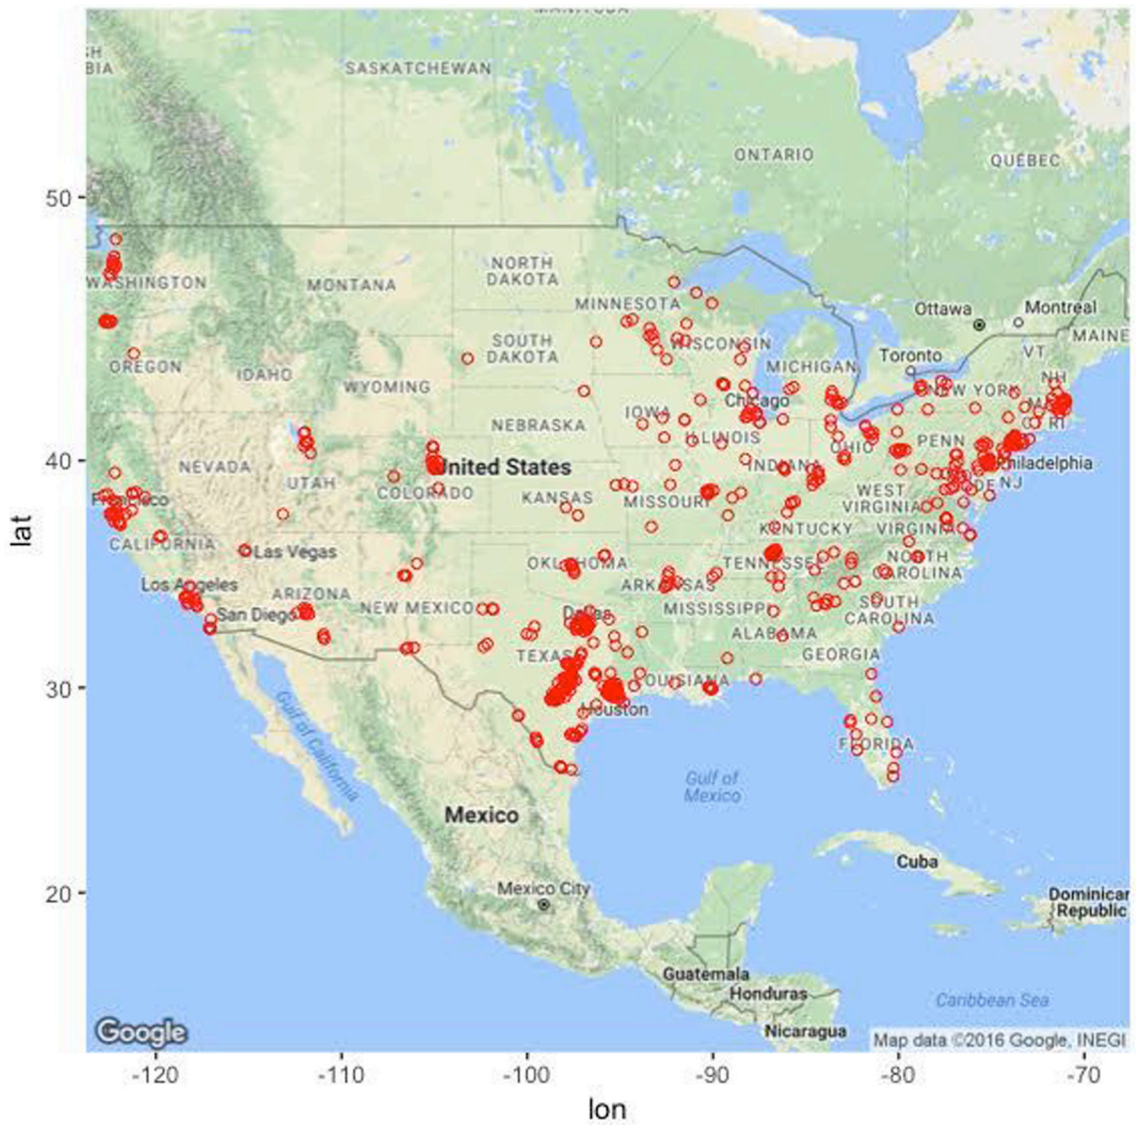 MANITOBA
SH
BIA
SASKATCHEWAN
ONTARIO
QUÉBEC
50
WASHINGTON
MONTANA
NORTH
DAKOTA
MINNESOTA
Ottawa
Montreal
MAINE
OREGON
IDAHO
SOUTH
DAKOTA
WISCONSIN
MICHIGAN
Toronto
VT
NH
WYOMING
NEW YORK
MA
RI
IOWA
Chicago
NEBRASKA
ILLINOIS
OHIO
PENN
40
NEVADA
United States
INDIANA
Philadelphia
UTAH
COLORADO
KANSAS
MISSOURI
WEST
VIRGINIA
DE
NJ
CALIFORNIA
KENTUCKY
VIRGINIA
Las Vegas
OKLAHOMA
TENNESSEE
NORTH
CAROLINA
Los Angeles
ARIZONA
NEW MEXICO
ARKANSAS
MISSISSIPPI
SOUTH
CAROLINA
San Diego
Dallas
ALABAMA
TEXAS
GEORGIA
30
LOUISIANA
Houston
Gulf of California
FLORIDA
Gulf of
Mexico
Mexico
Cuba
20
Mexico City
Dominican
Republic
Guatemala
Honduras
Caribbean Sea
Nicaragua
Google
Map data ©2016 Google, INEGI
-120
-110
-100
-90
-80
-70
lon
lat